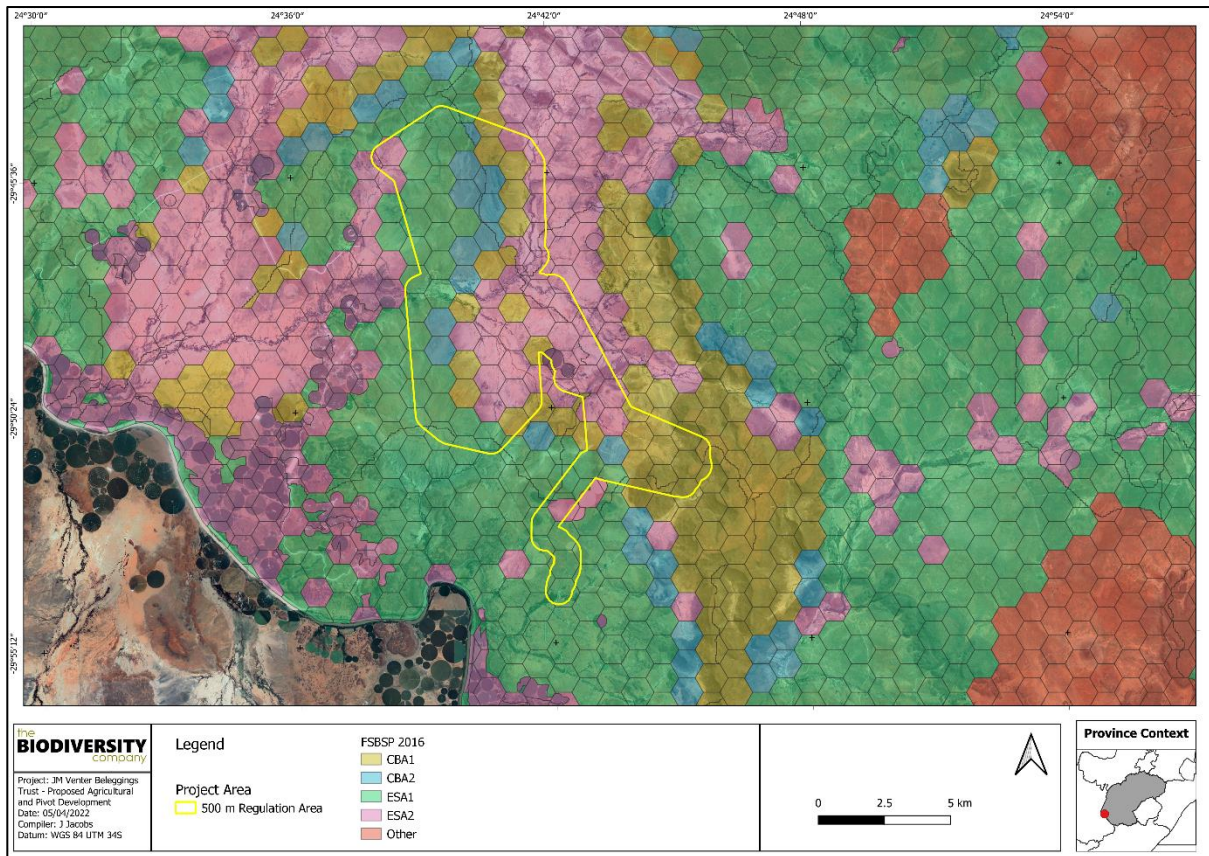 24°30'0"E
24°36'0"E
24°42'0"E
24°48'0"E
24°54'0"E
-29°45'36"
-29°50'24"
-29°55'12"
the
BIODIVERSITY
company
Project: JM Venter Beleggings
Trust - Proposed Agricultural
and Pivot Development
Date: 05/04/2022
Compiler: J Jacobs
Datum: WGS 84 UTM 34S
Legend
Project Area
500 m Regulation Area
FSBSP 2016
CBA1
CBA2
ESA1
ESA2
Other
0 2.5 5 km
Province Context